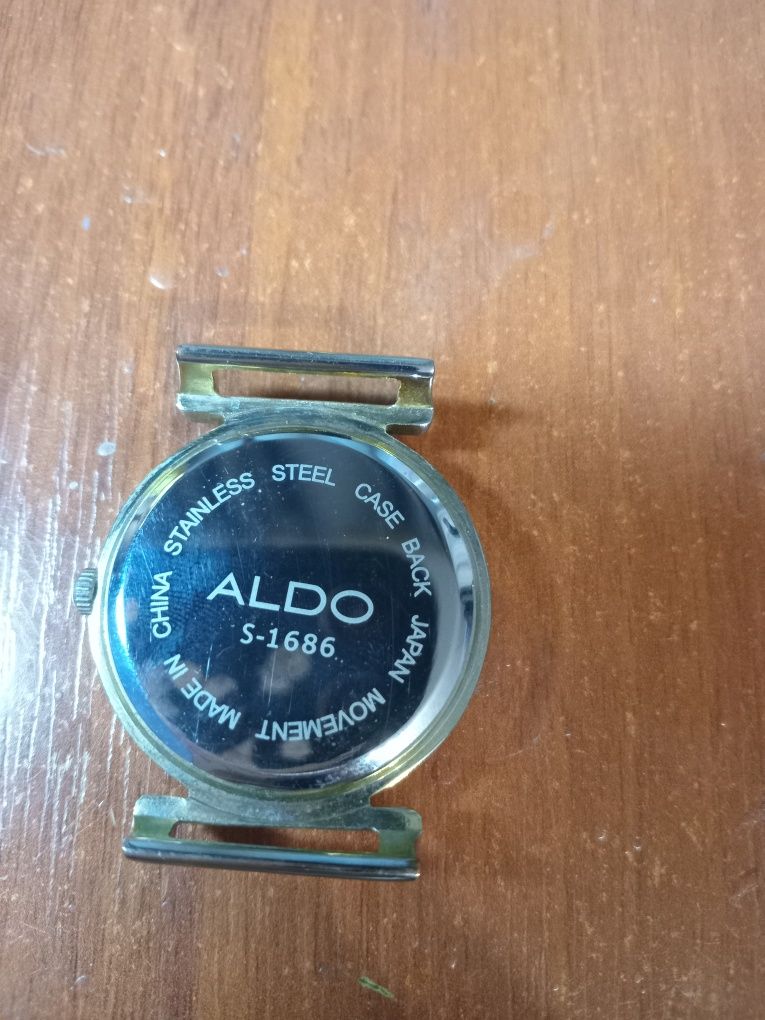 STAINLESS STEEL CASE BACK JAPAN MOVEMENT MADE IN CHINA
ALDO
S-1686